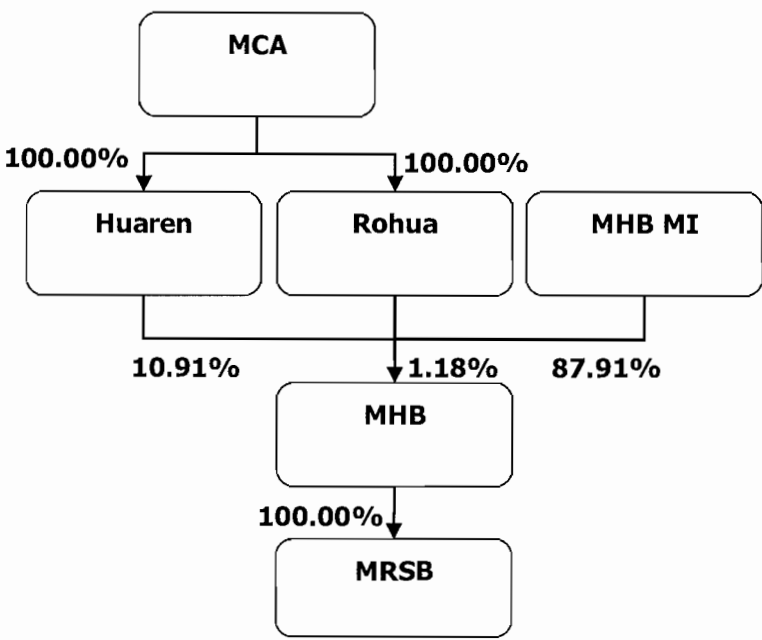 MCA
100.00%
100.00%
Huaren
Rohua
MHB MI
10.91%
1.18%
87.91%
MHB
100.00%
MRSB